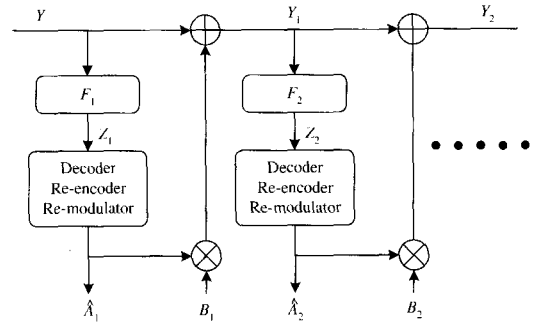 Y Y₁ Y₂
F₁ F₂
Z₁ Z₂
Decoder
Re-encoder
Re-modulator
Decoder
Re-encoder
Re-modulator
Â₁ B₁ Â₂ B₂